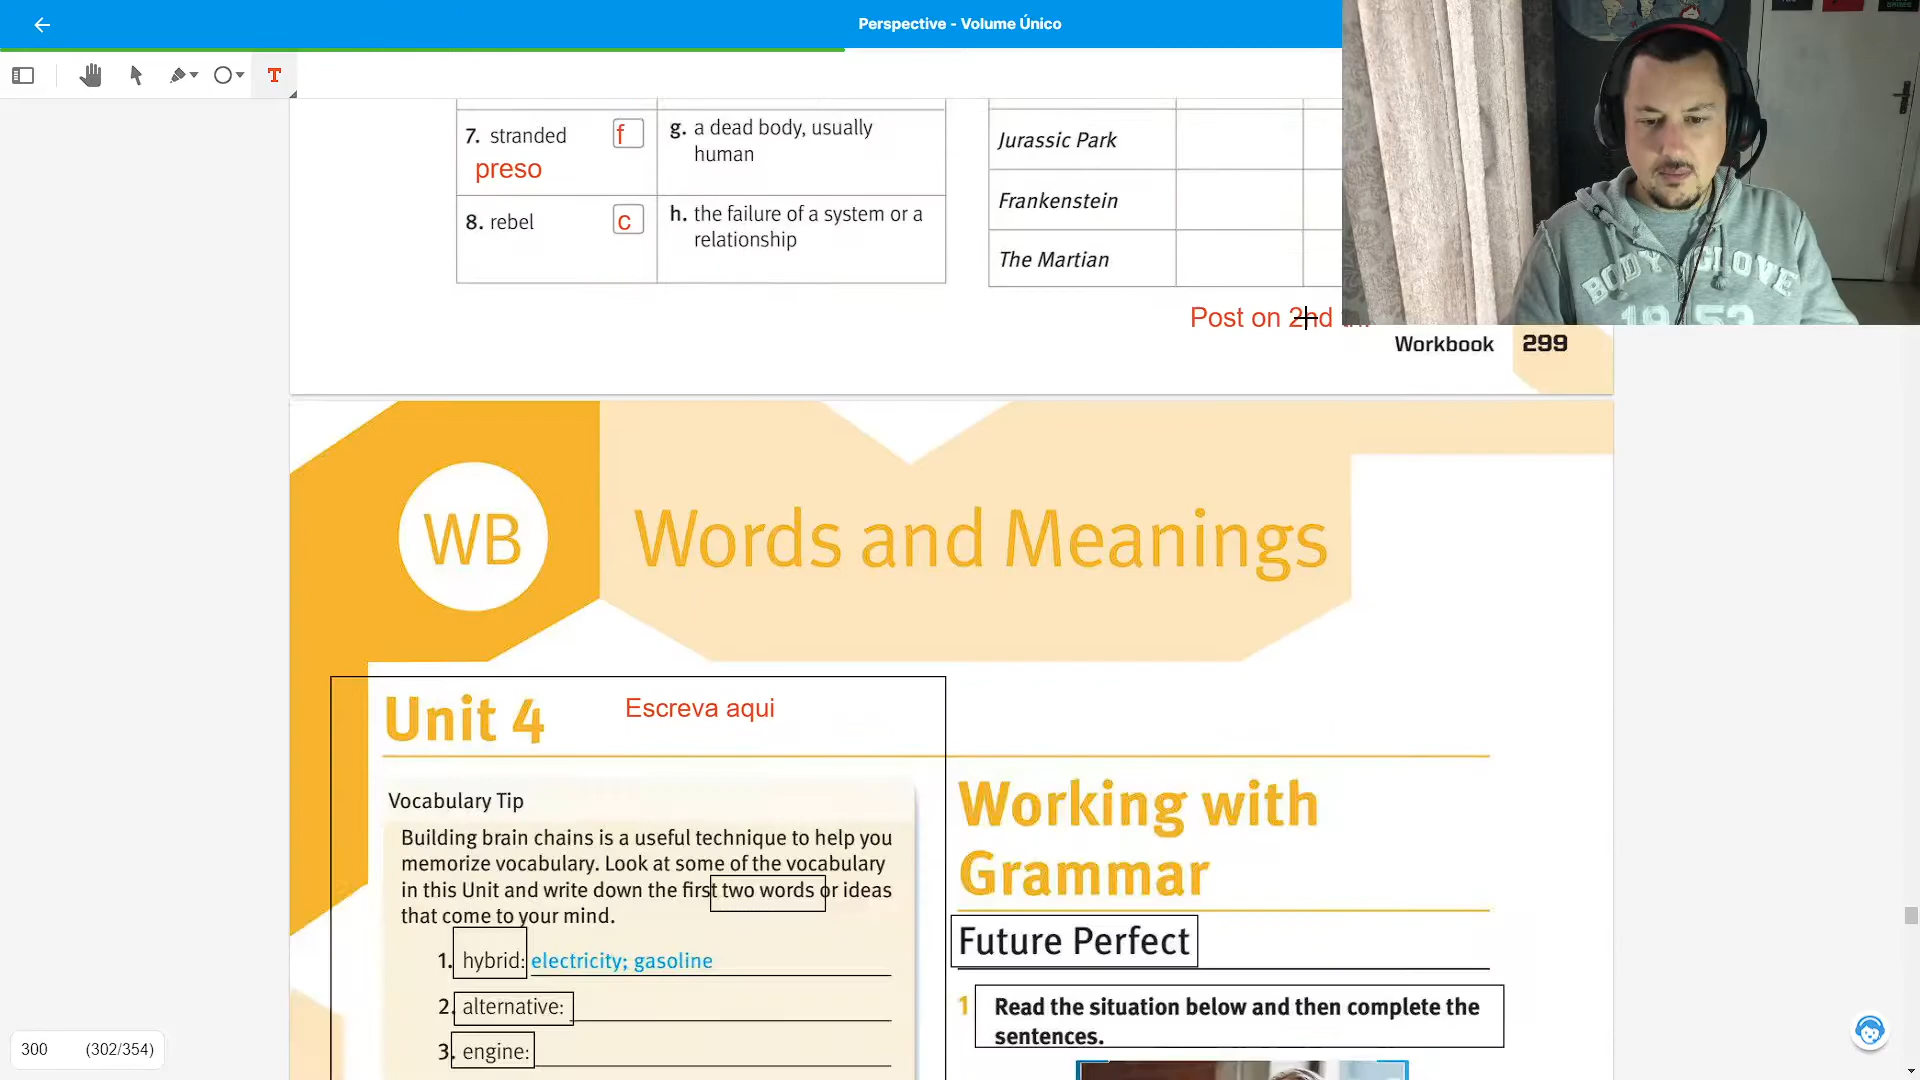 Perspective - Volume Único
T
7. stranded
f
g. a dead body, usually
human
preso
8. rebel
c
h. the failure of a system or a
relationship
Jurassic Park
Frankenstein
The Martian
Post on 2nd
Workbook 299
BODY GLOVE
1953
WB
Words and Meanings
Unit 4
Escreva aqui
Vocabulary Tip
Building brain chains is a useful technique to help you
memorize vocabulary. Look at some of the vocabulary
in this Unit and write down the first two words or ideas
that come to your mind.
1. hybrid: electricity; gasoline
2. alternative:
3. engine:
Working with
Grammar
Future Perfect
1 Read the situation below and then complete the
sentences.
300 (302/354)